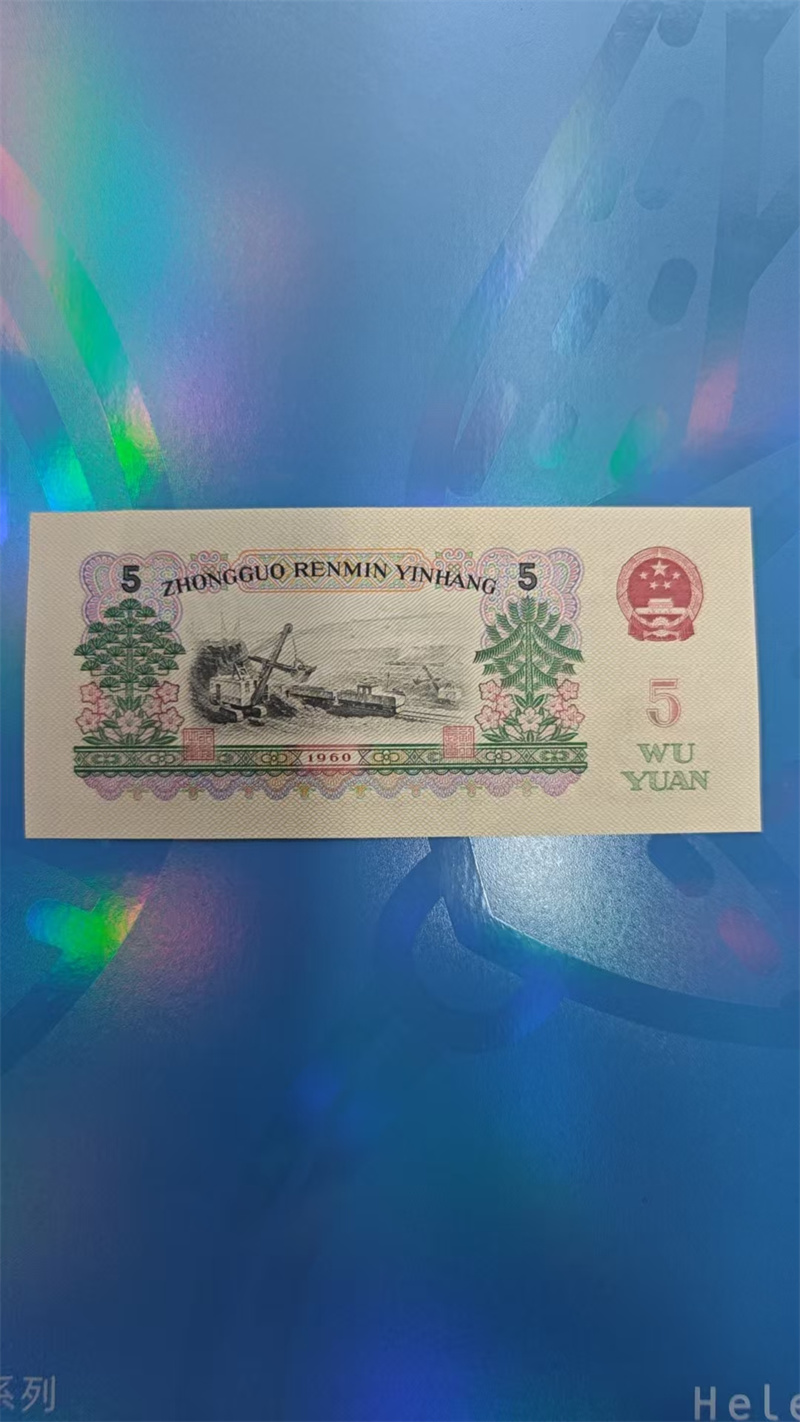 5 ZHONGGUO RENMIN YINHANG 5
1960
5
WU
YUAN
系列
Hele